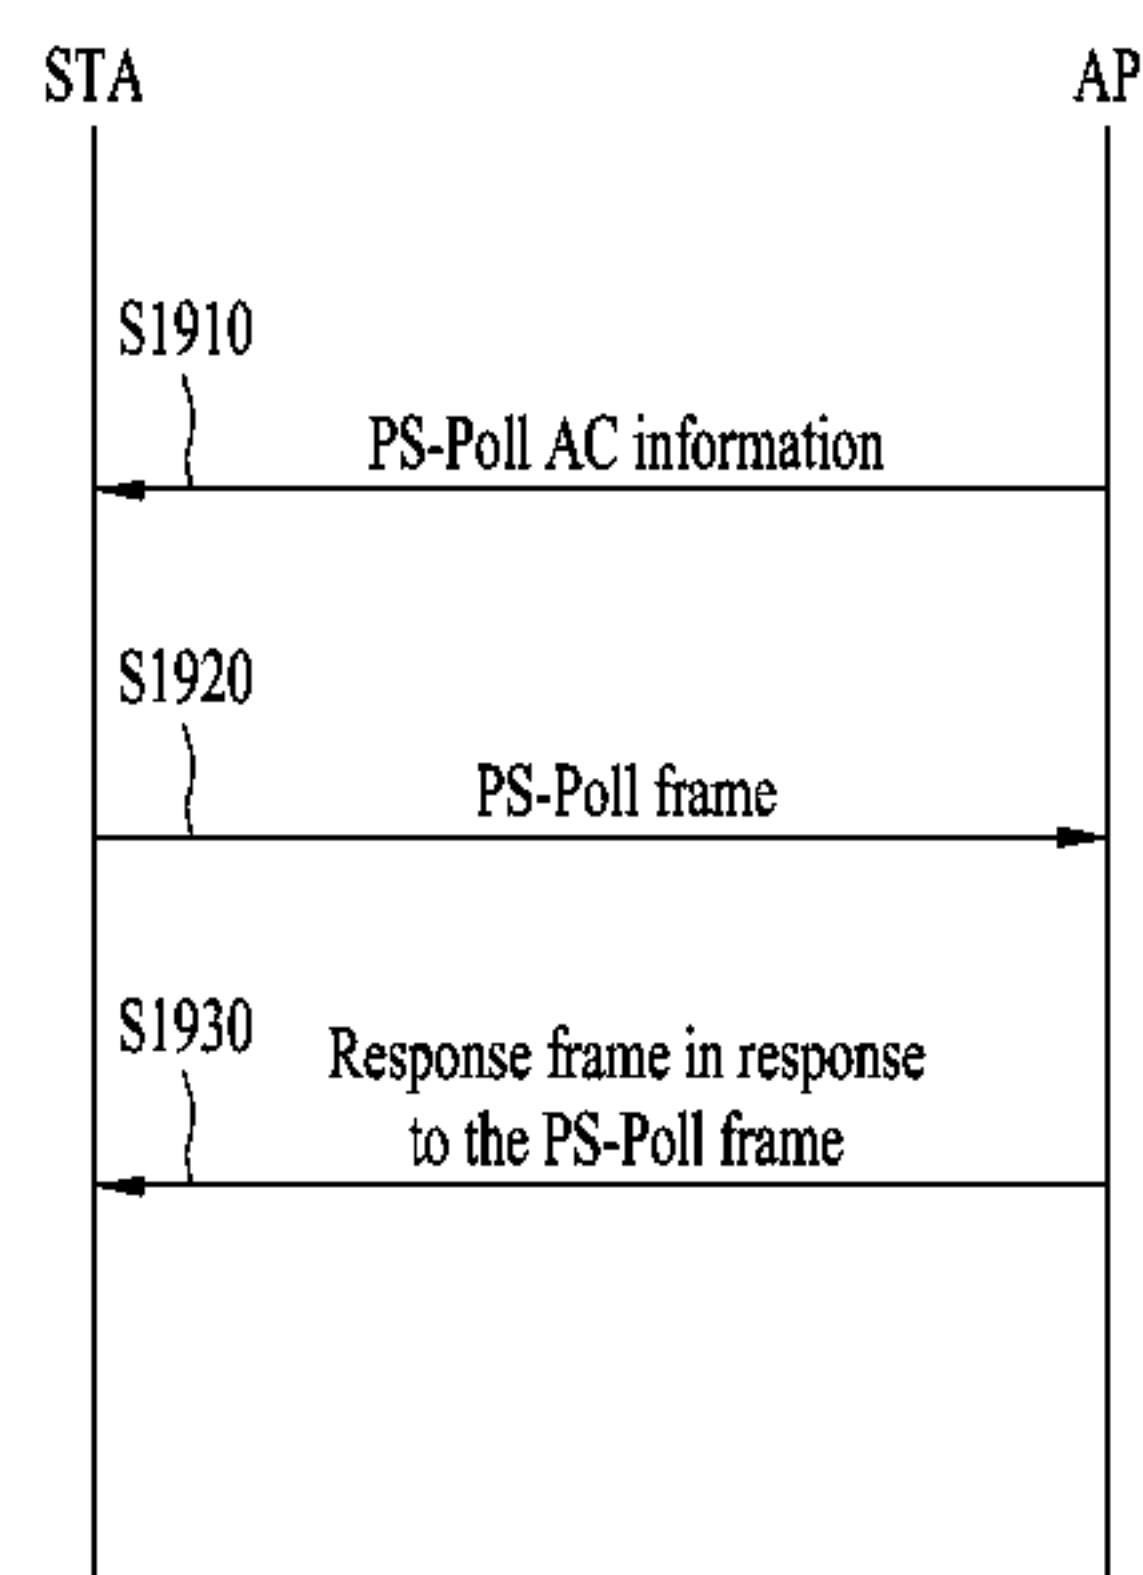 STA
AP
S1910
PS-Poll AC information
S1920
PS-Poll frame
S1930
Response frame in response
to the PS-Poll frame